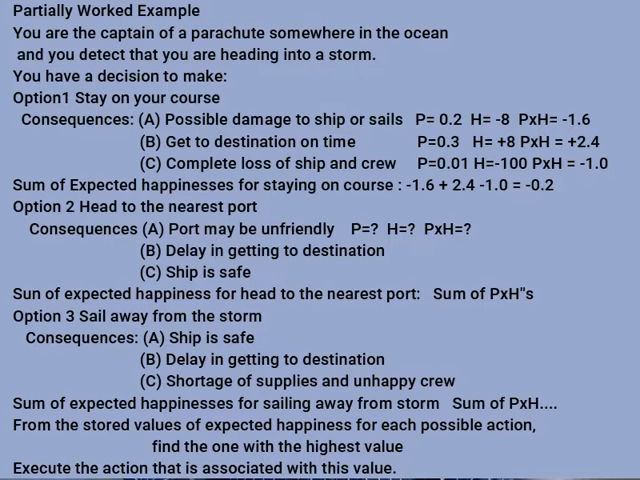 Partially Worked Example
You are the captain of a parachute somewhere in the ocean
and you detect that you are heading into a storm.
You have a decision to make:
Option1 Stay on your course
Consequences: (A) Possible damage to ship or sails P= 0.2 H= -8 PxH= -1.6
(B) Get to destination on time P=0.3 H= +8 PxH = +2.4
(C) Complete loss of ship and crew P=0.01 H=-100 PxH = -1.0
Sum of Expected happinesses for staying on course : -1.6 + 2.4 -1.0 = -0.2
Option 2 Head to the nearest port
Consequences (A) Port may be unfriendly P=? H=? PxH=?
(B) Delay in getting to destination
(C) Ship is safe
Sun of expected happiness for head to the nearest port: Sum of PxH"s
Option 3 Sail away from the storm
Consequences: (A) Ship is safe
(B) Delay in getting to destination
(C) Shortage of supplies and unhappy crew
Sum of expected happinesses for sailing away from storm Sum of PxH....
From the stored values of expected happiness for each possible action,
find the one with the highest value
Execute the action that is associated with this value.